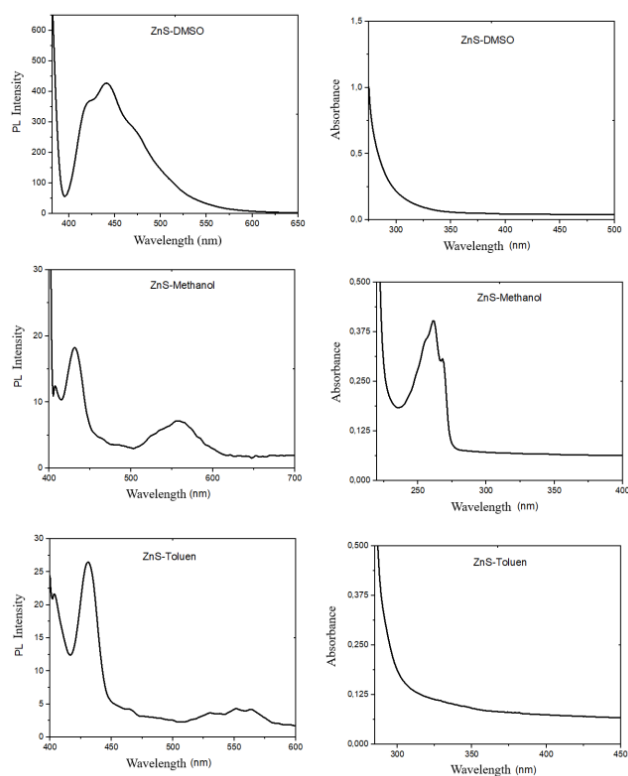 ZnS-DMSO
PL Intensity
600
500
400
300
200
100
0
400 450 500 550 600 650
Wavelength (nm)
ZnS-DMSO
Absorbance
1,5
1,0
0,5
0,0
300 350 400 450 500
Wavelength (nm)
ZnS-Methanol
PL Intensity
30
20
10
0
400 500 600 700
Wavelength (nm)
ZnS-Methanol
Absorbance
0,500
0,375
0,250
0,125
0,000
250 300 350 400
Wavelength (nm)
ZnS-Toluen
PL Intensity
30
25
20
15
10
5
0
400 450 500 550 600
Wavelength (nm)
ZnS-Toluen
Absorbance
0,500
0,375
0,250
0,125
0,000
300 350 400 450
Wavelength (nm)